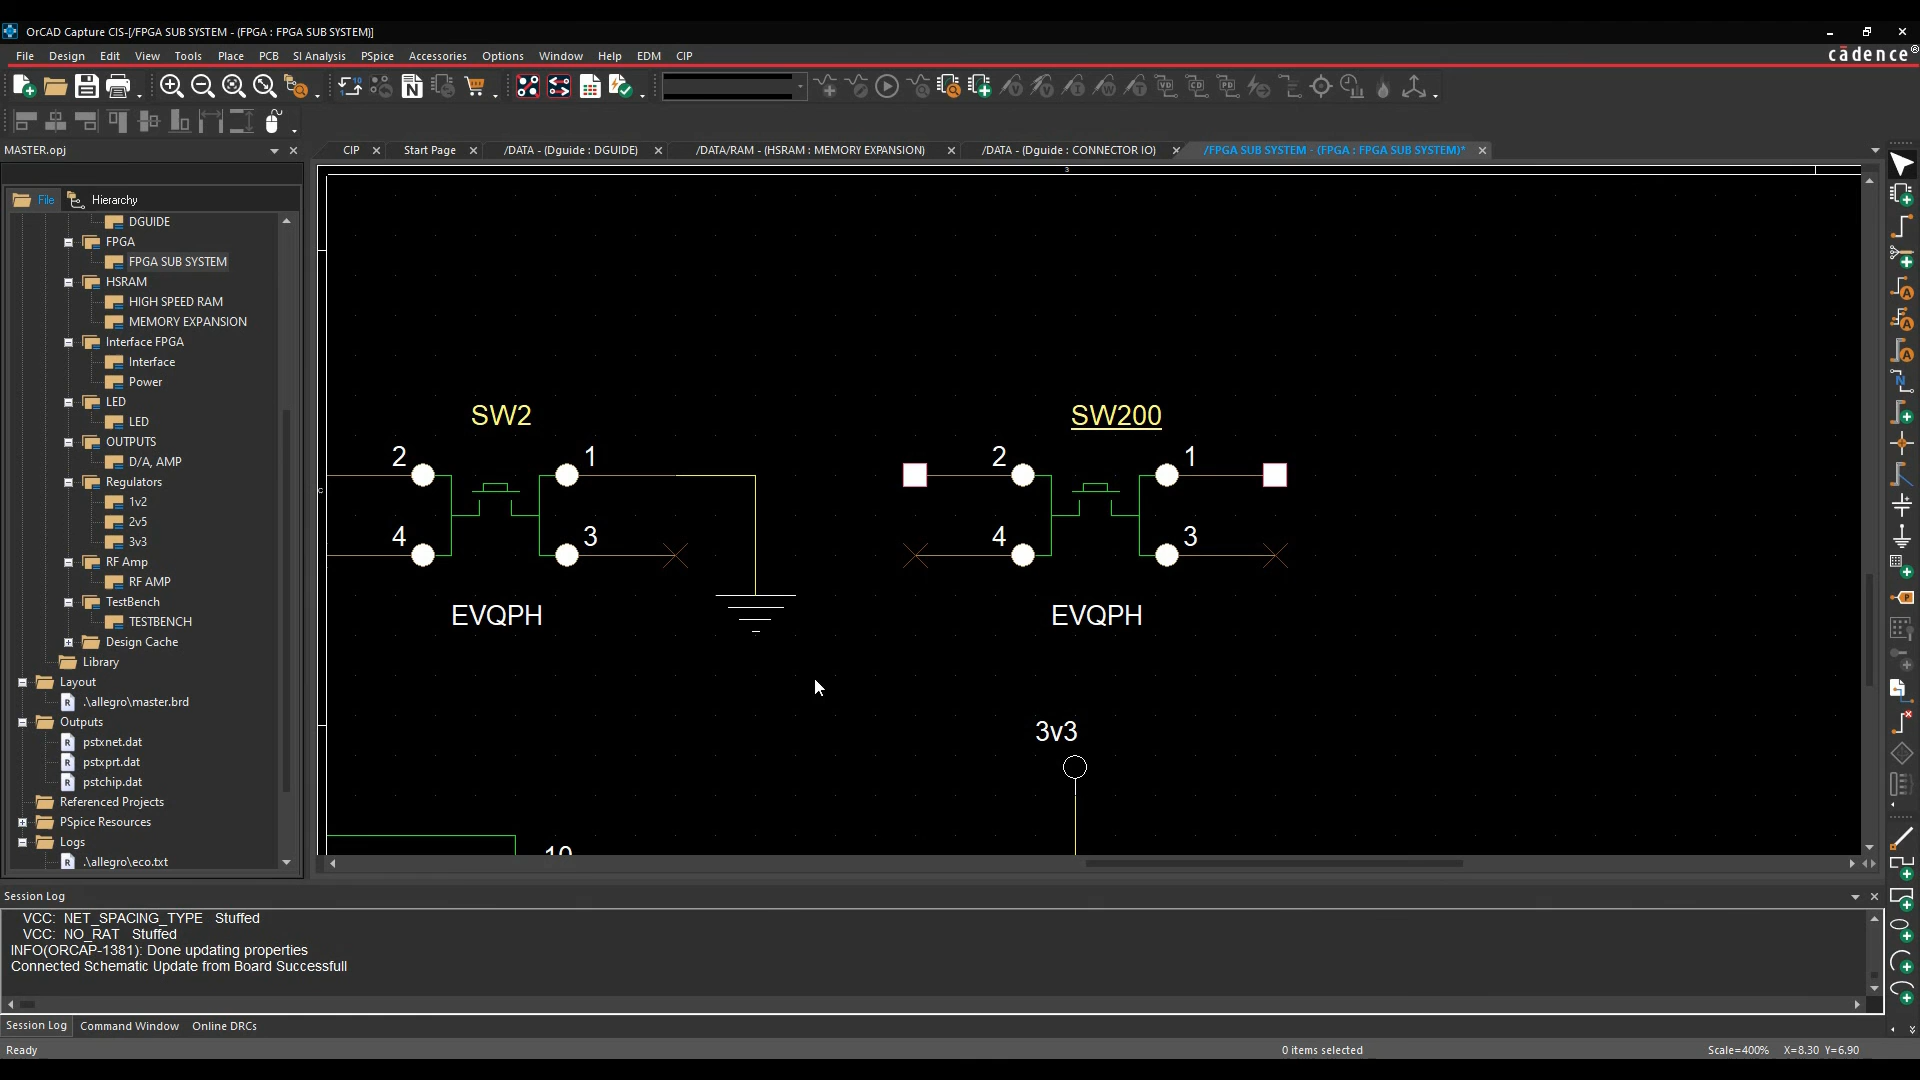 OrCAD Capture CIS-[/FPGA SUB SYSTEM - (FPGA : FPGA SUB SYSTEM)]
File Design Edit View Tools Place PCB SI Analysis PSpice Accessories Options Window Help EDM CIP
cādence®
MASTER.opj
CIP Start Page /DATA - (Dguide : DGUIDE) /DATA/RAM - (HSRAM : MEMORY EXPANSION) /DATA - (Dguide : CONNECTOR IO) /FPGA SUB SYSTEM - (FPGA : FPGA SUB SYSTEM)*
File Hierarchy
DGUIDE
FPGA
FPGA SUB SYSTEM
HSRAM
HIGH SPEED RAM
MEMORY EXPANSION
Interface FPGA
Interface
Power
LED
LED
OUTPUTS
D/A, AMP
Regulators
1v2
2v5
3v3
RF Amp
RF AMP
TestBench
TESTBENCH
Design Cache
Library
Layout
.\allegro\master.brd
Outputs
pstxnet.dat
pstxprt.dat
pstchip.dat
Referenced Projects
PSpice Resources
Logs
.\allegro\eco.txt
3
C
SW2
2 1
4 3
EVQPH
SW200
2 1
4 3
EVQPH
3v3
10
Session Log
VCC: NET_SPACING_TYPE Stuffed
VCC: NO_RAT Stuffed
INFO(ORCAP-1381): Done updating properties
Connected Schematic Update from Board Successfull
Session Log Command Window Online DRCs
Ready 0 items selected Scale=400% X=8.30 Y=6.90